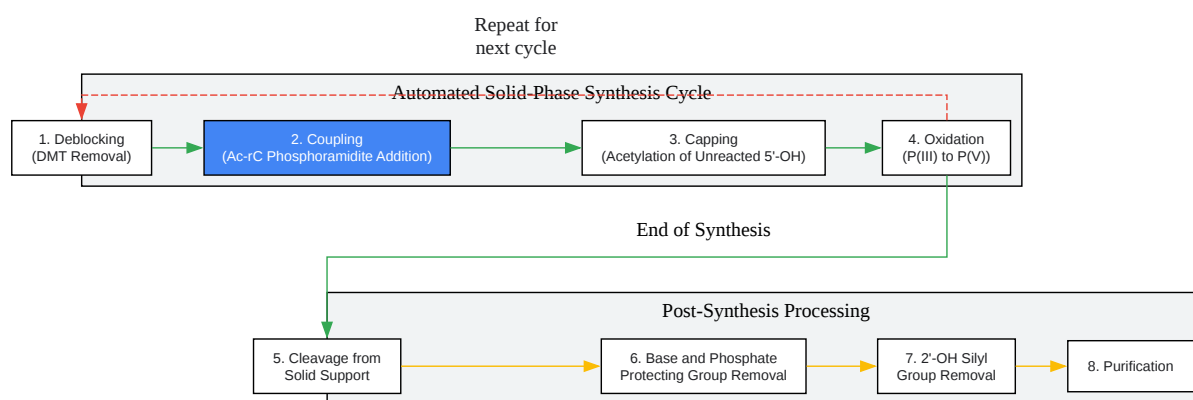 Repeat for
next cycle
Automated Solid-Phase Synthesis Cycle
1. Deblocking
(DMT Removal)
2. Coupling
(Ac-rC Phosphoramidite Addition)
3. Capping
(Acetylation of Unreacted 5'-OH)
4. Oxidation
(P(III) to P(V))
End of Synthesis
Post-Synthesis Processing
5. Cleavage from
Solid Support
6. Base and Phosphate
Protecting Group Removal
7. 2'-OH Silyl
Group Removal
8. Purification